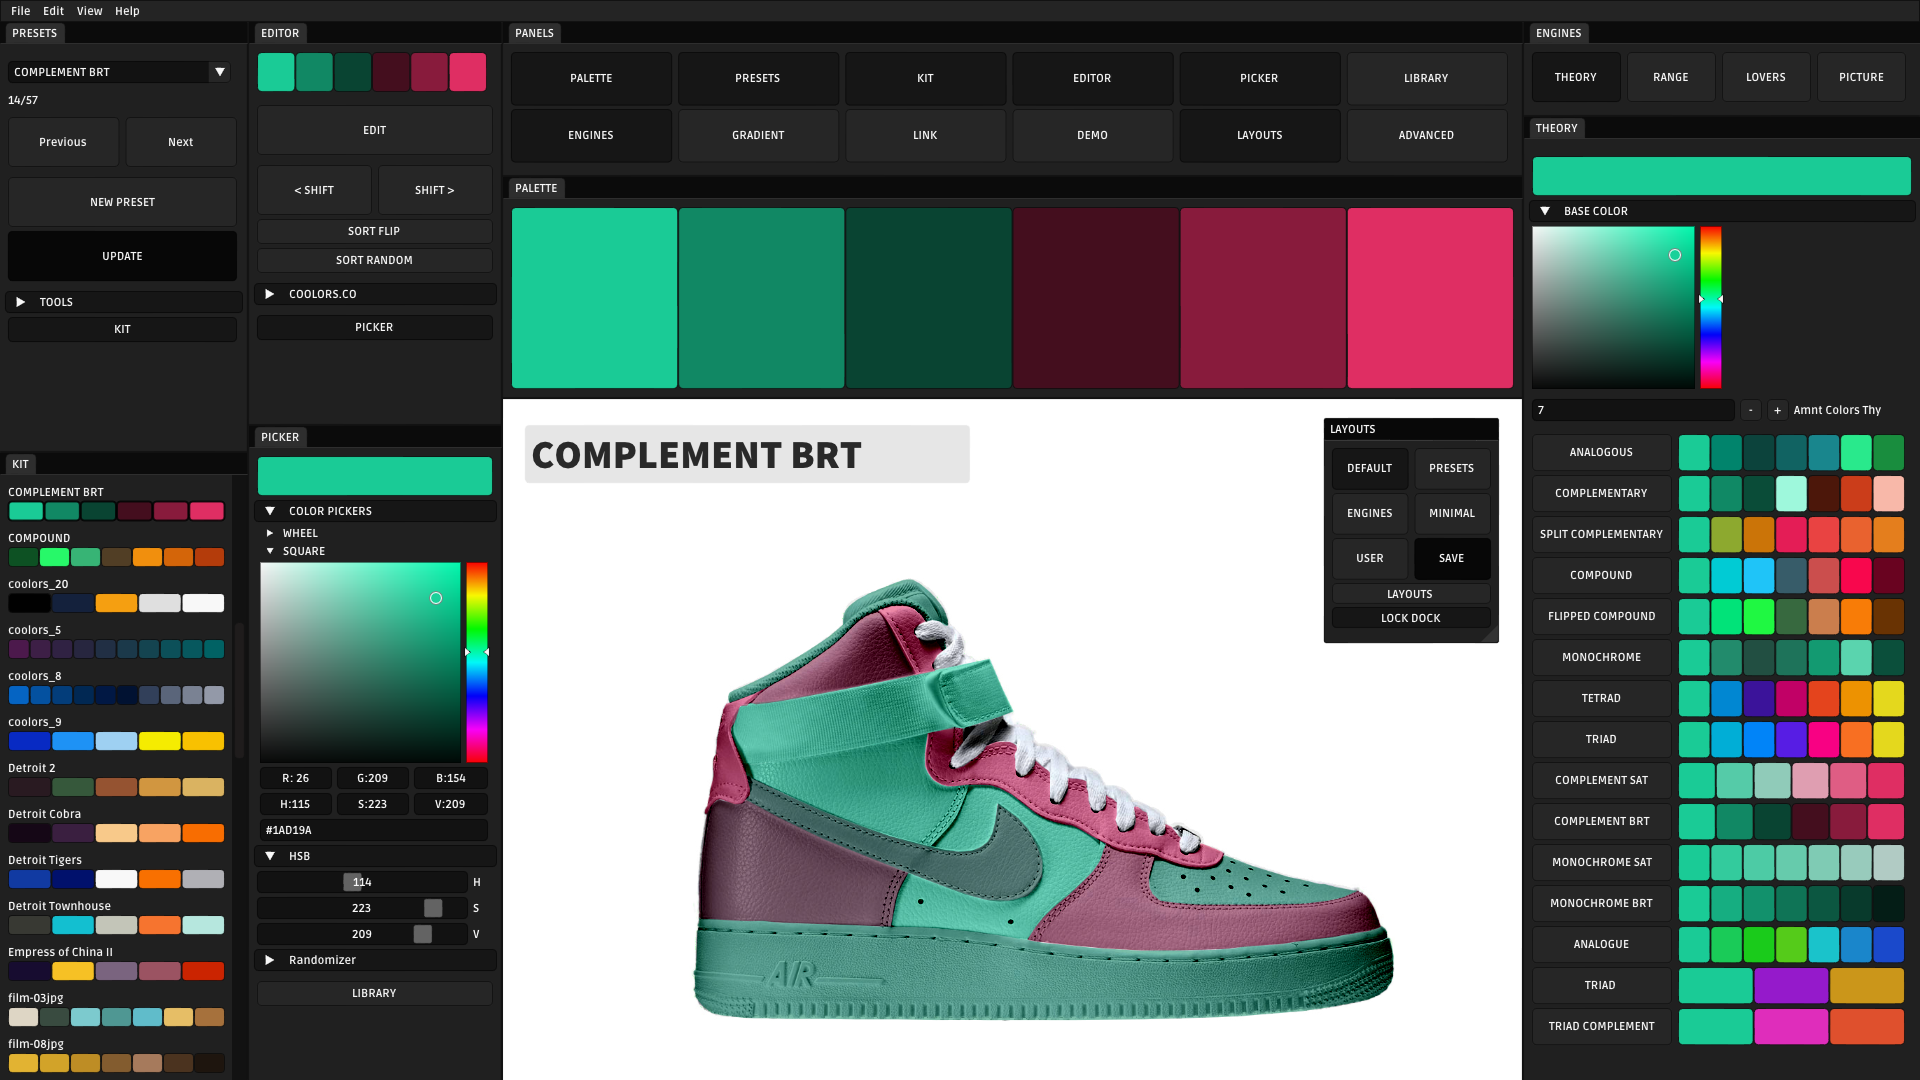 File Edit View Help
PRESETS
COMPLEMENT BRT
14/57
Previous Next
NEW PRESET
UPDATE
TOOLS
KIT
KIT
COMPLEMENT BRT
COMPOUND
coolors_20
coolors_5
coolors_8
coolors_9
Detroit 2
Detroit Cobra
Detroit Tigers
Detroit Townhouse
Empress of China II
film-03jpg
film-08jpg
EDITOR
EDIT
< SHIFT SHIFT >
SORT FLIP
SORT RANDOM
COOLORS.CO
PICKER
PICKER
COLOR PICKERS
WHEEL
SQUARE
R: 26 G:209 B:154
H:115 S:223 V:209
#1AD19A
HSB
114 H
223 S
209 V
Randomizer
LIBRARY
PANELS
PALETTE PRESETS KIT EDITOR PICKER LIBRARY
ENGINES GRADIENT LINK DEMO LAYOUTS ADVANCED
PALETTE
COMPLEMENT BRT
LAYOUTS
DEFAULT PRESETS
ENGINES MINIMAL
USER SAVE
LAYOUTS
LOCK DOCK
AIR
ENGINES
THEORY RANGE LOVERS PICTURE
THEORY
BASE COLOR
7 - + Amnt Colors Thy
ANALOGOUS
COMPLEMENTARY
SPLIT COMPLEMENTARY
COMPOUND
FLIPPED COMPOUND
MONOCHROME
TETRAD
TRIAD
COMPLEMENT SAT
COMPLEMENT BRT
MONOCHROME SAT
MONOCHROME BRT
ANALOGUE
TRIAD
TRIAD COMPLEMENT